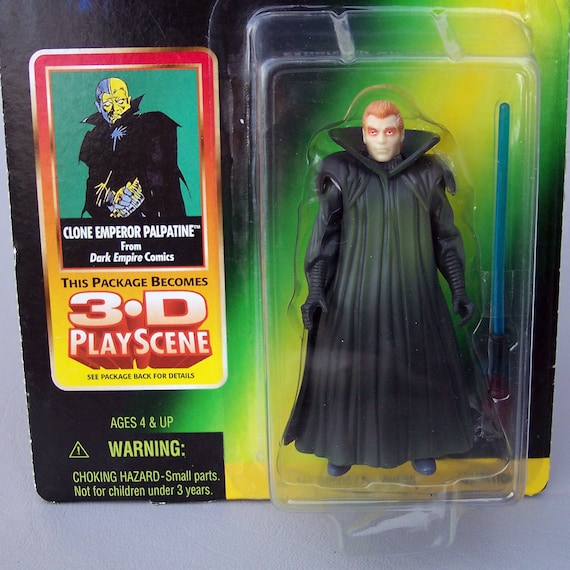 CLONE EMPEROR PALPATINE™
From
Dark Empire Comics
THIS PACKAGE BECOMES
3•D
PLAYSCENE
SEE PACKAGE BACK FOR DETAILS
AGES 4 & UP
WARNING:
CHOKING HAZARD-Small parts.
Not for children under 3 years.